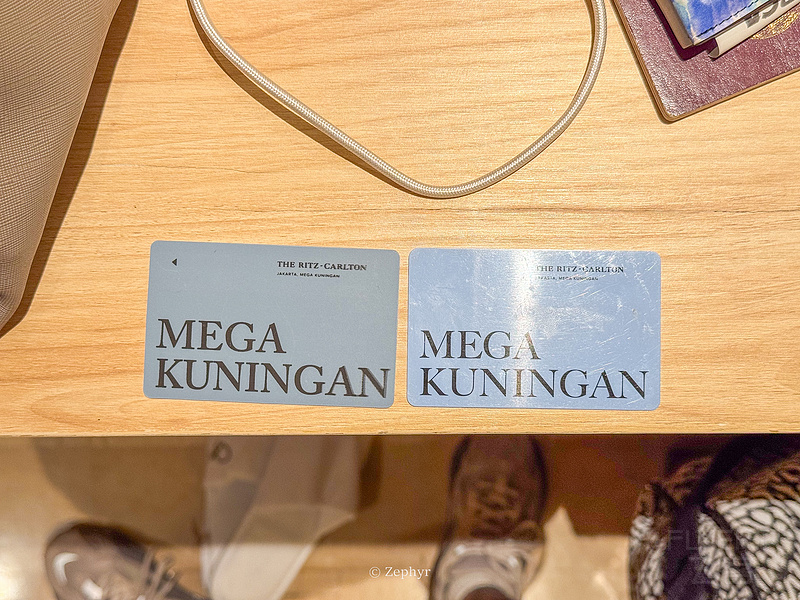 THE RITZ-CARLTON
JAKARTA, MEGA KUNINGAN
MEGA
KUNINGAN
THE RITZ-CARLTON
JAKARTA, MEGA KUNINGAN
MEGA
KUNINGAN
© Zephyr